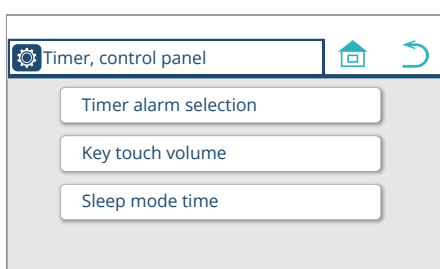 Timer, control panel
Timer alarm selection
Key touch volume
Sleep mode time